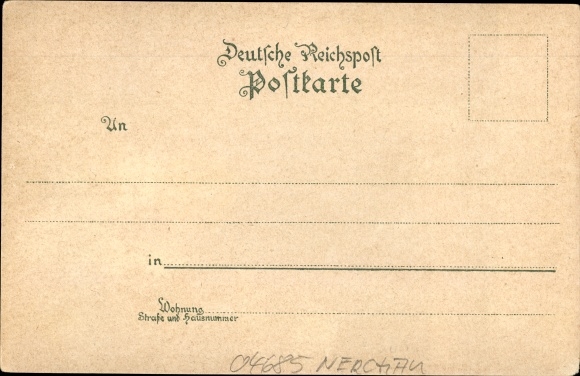 Deutsche Reichspost
Postkarte
An
in
Wohnung
Straße und Hausnummer
04685 NERCHAU